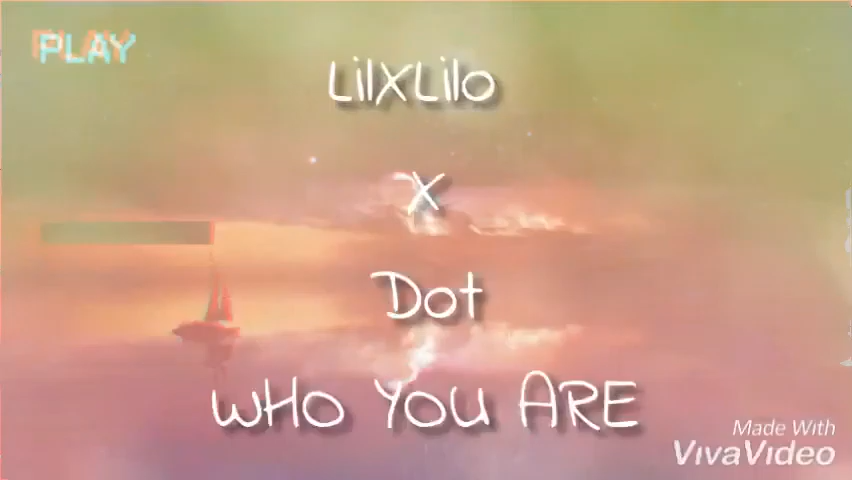 PLAY
LilXLilo
X
Dot
WHO YOU ARE
Made With
VivaVideo